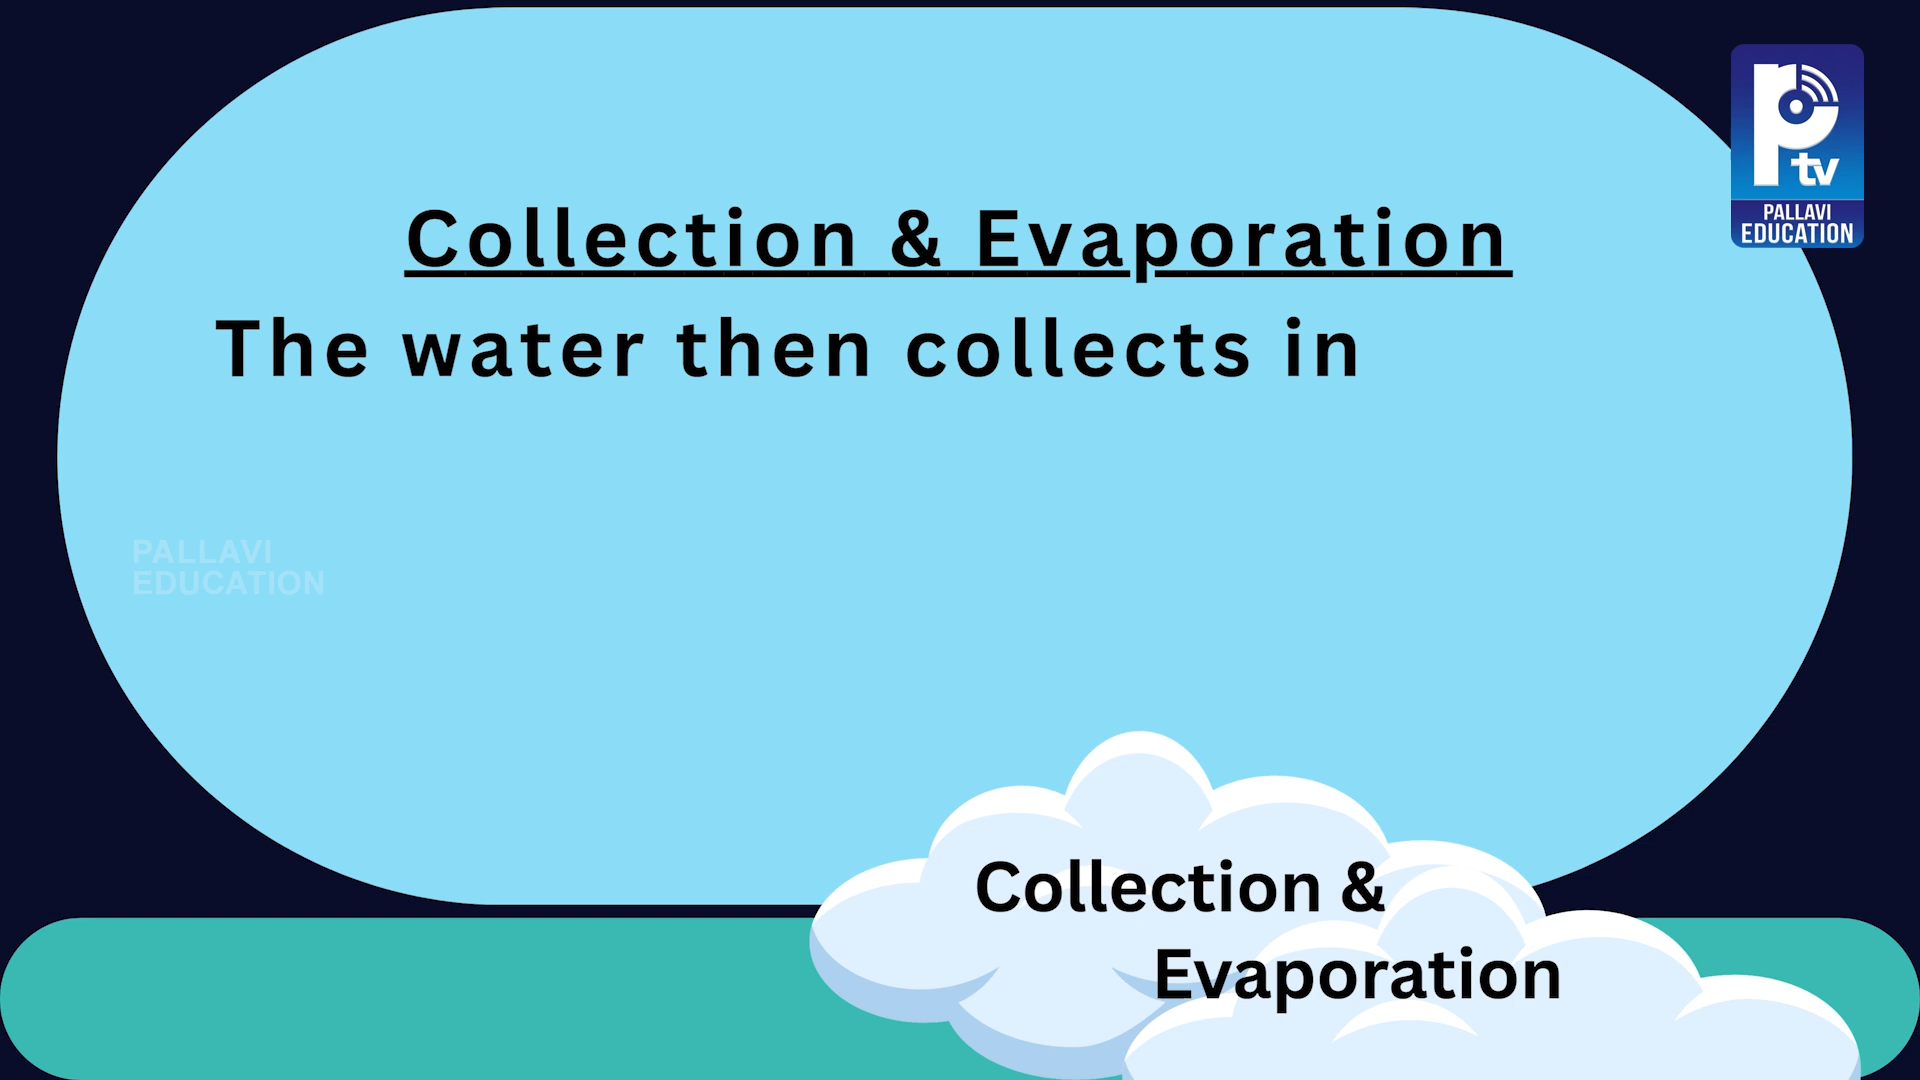 Collection & Evaporation
The water then collects in
tv
PALLAVI
EDUCATION
PALLAVI
EDUCATION
Collection &
Evaporation